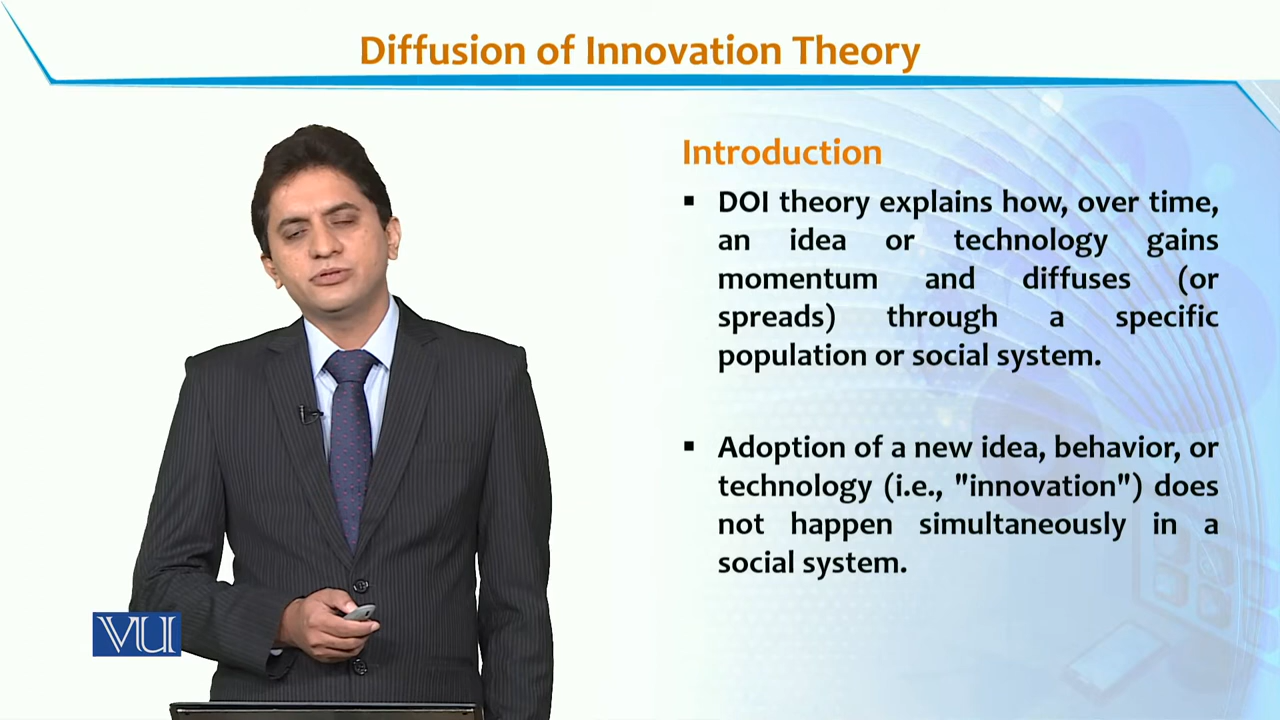 Diffusion of Innovation Theory
Introduction
▪ DOI theory explains how, over time,
an idea or technology gains
momentum and diffuses (or
spreads) through a specific
population or social system.
▪ Adoption of a new idea, behavior, or
technology (i.e., "innovation") does
not happen simultaneously in a
social system.
VU